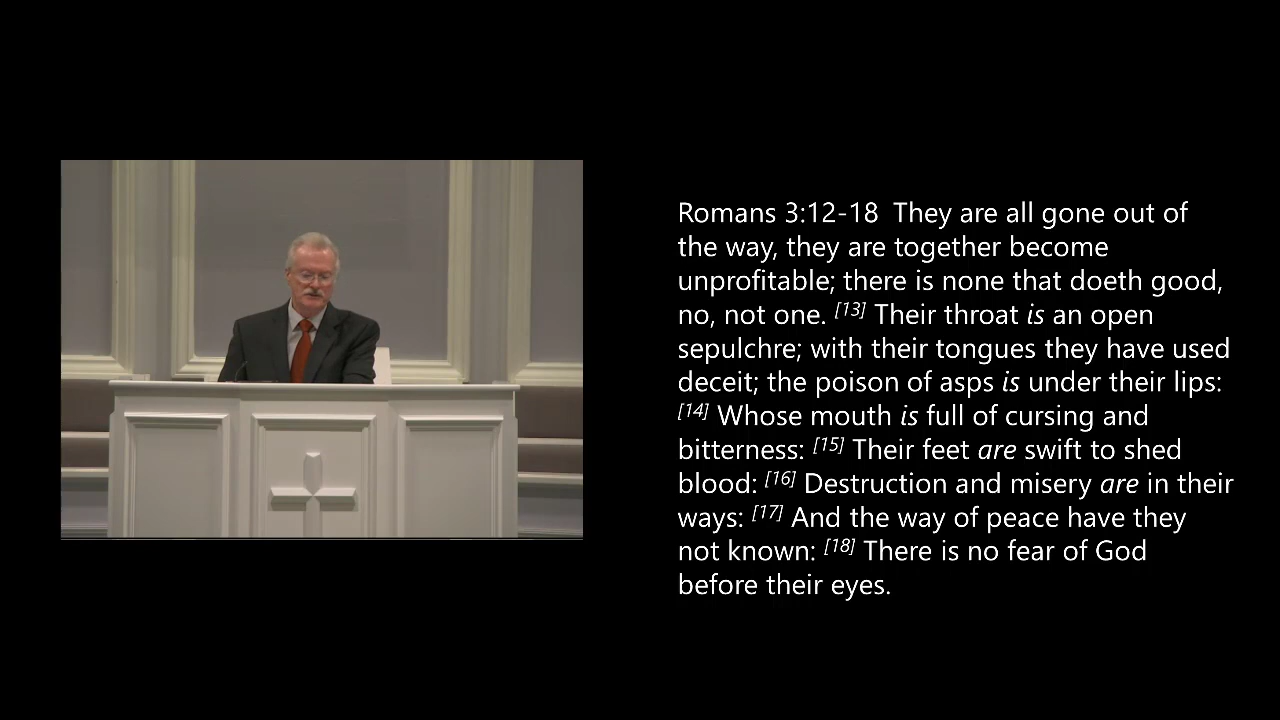 Romans 3:12-18  They are all gone out of
the way, they are together become
unprofitable; there is none that doeth good,
no, not one. [13] Their throat is an open
sepulchre; with their tongues they have used
deceit; the poison of asps is under their lips:
[14] Whose mouth is full of cursing and
bitterness: [15] Their feet are swift to shed
blood: [16] Destruction and misery are in their
ways: [17] And the way of peace have they
not known: [18] There is no fear of God
before their eyes.